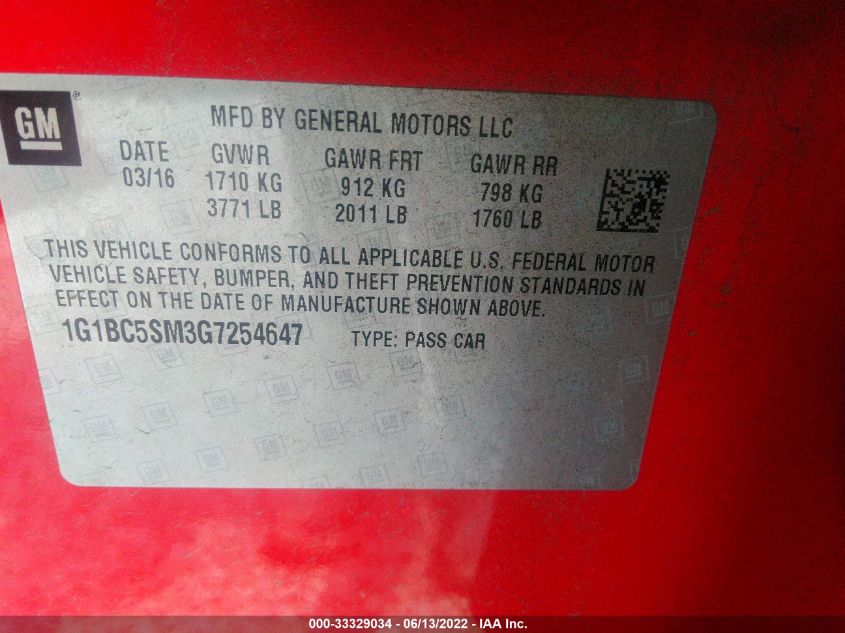 GM ®
MFD BY GENERAL MOTORS LLC
DATE GVWR GAWR FRT GAWR RR
03/16 1710 KG 912 KG 798 KG
3771 LB 2011 LB 1760 LB
THIS VEHICLE CONFORMS TO ALL APPLICABLE U.S. FEDERAL MOTOR
VEHICLE SAFETY, BUMPER, AND THEFT PREVENTION STANDARDS IN
EFFECT ON THE DATE OF MANUFACTURE SHOWN ABOVE.
1G1BC5SM3G7254647 TYPE: PASS CAR
000-33329034 - 06/13/2022 - IAA Inc.